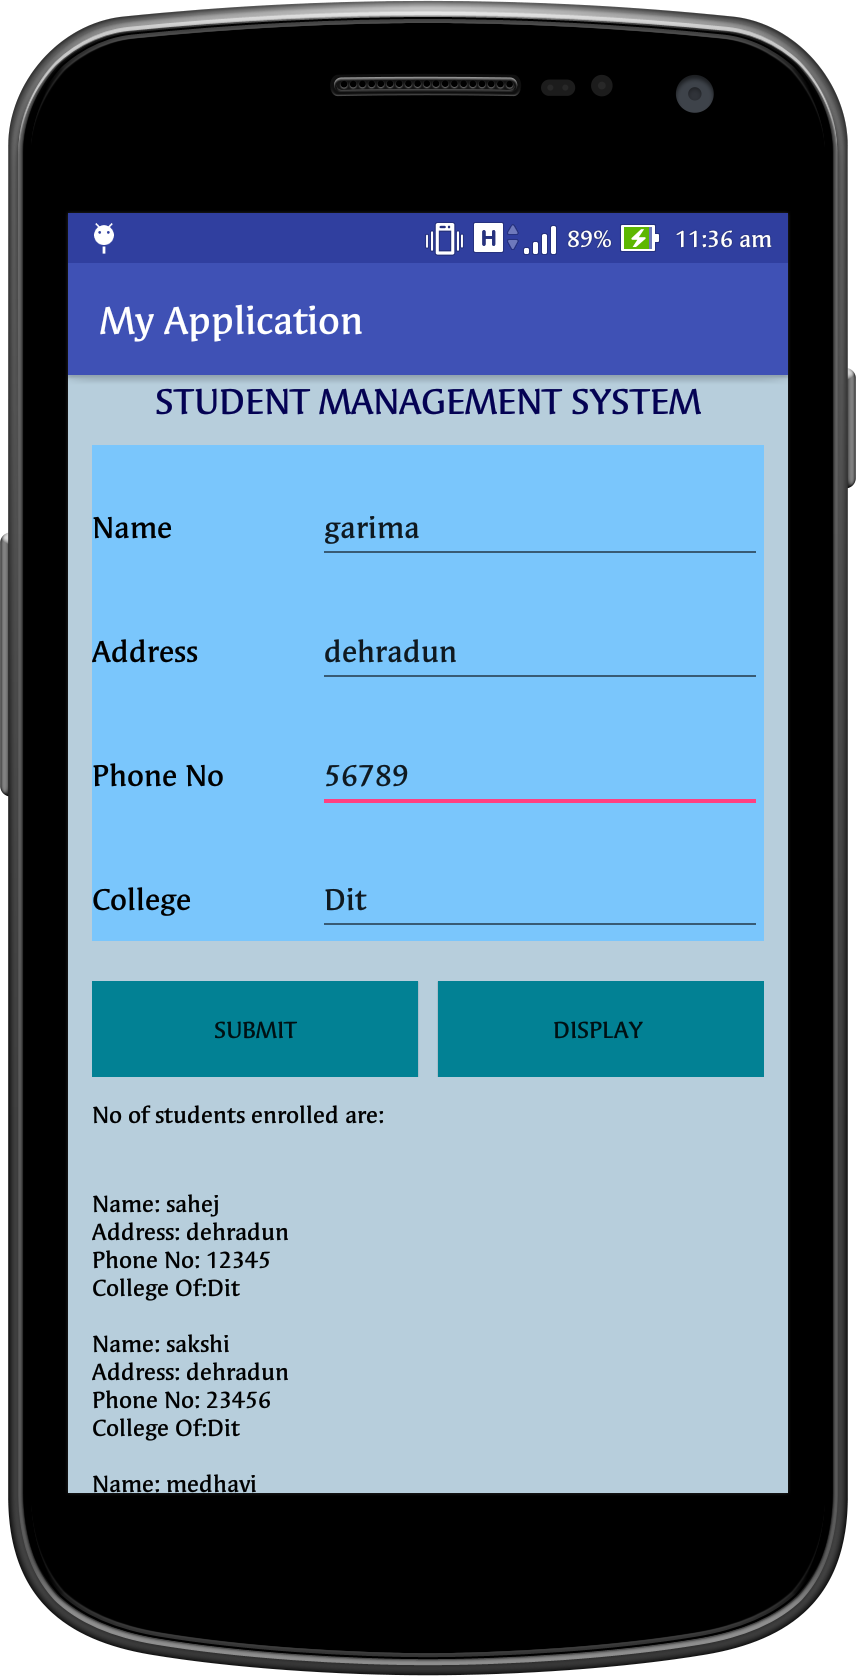 H 89% 11:36 am
My Application
STUDENT MANAGEMENT SYSTEM
Name garima
Address dehradun
Phone No 56789
College Dit
SUBMIT DISPLAY
No of students enrolled are:
Name: sahej
Address: dehradun
Phone No: 12345
College Of:Dit
Name: sakshi
Address: dehradun
Phone No: 23456
College Of:Dit
Name: medhavi